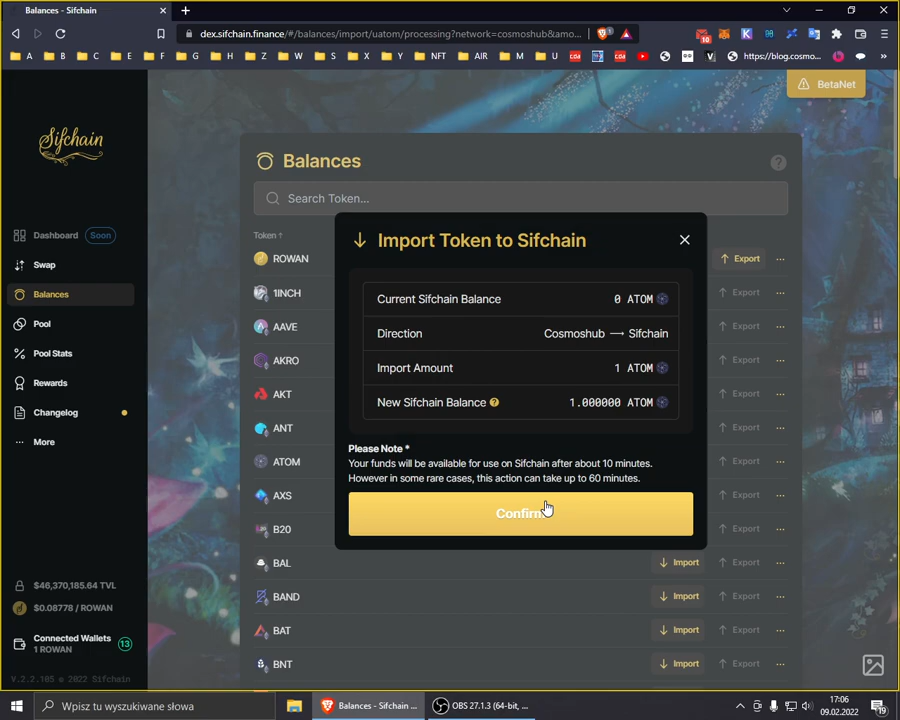 Balances - Sifchain
dex.sifchain.finance/#/balances/import/uatom/processing?network=cosmoshub&amo...
1
10
A B C E F G H Z W S X Y NFT AIR M U https://blog.cosmo...
BetaNet
Sifchain
Dashboard Soon
Swap
Balances
Pool
Pool Stats
Rewards
Changelog
More
$46,370,185.64 TVL
$0.08778 / ROWAN
Connected Wallets 13
1 ROWAN
V.2.2.105 © 2022 Sifchain
Balances
Search Token...
Token
ROWAN Export
1INCH Export
AAVE Export
AKRO Export
AKT Export
ANT Export
ATOM Export
AXS Export
B20 Export
BAL Import Export
BAND Import Export
BAT Import Export
BNT Import Export
Import Token to Sifchain
Current Sifchain Balance 0 ATOM
Direction Cosmoshub → Sifchain
Import Amount 1 ATOM
New Sifchain Balance 1.000000 ATOM
Please Note *
Your funds will be available for use on Sifchain after about 10 minutes.
However in some rare cases, this action can take up to 60 minutes.
Confirm
Wpisz tu wyszukiwane słowa
Balances - Sifchain ...
OBS 27.1.3 (64-bit, ...
17:06
09.02.2022
19